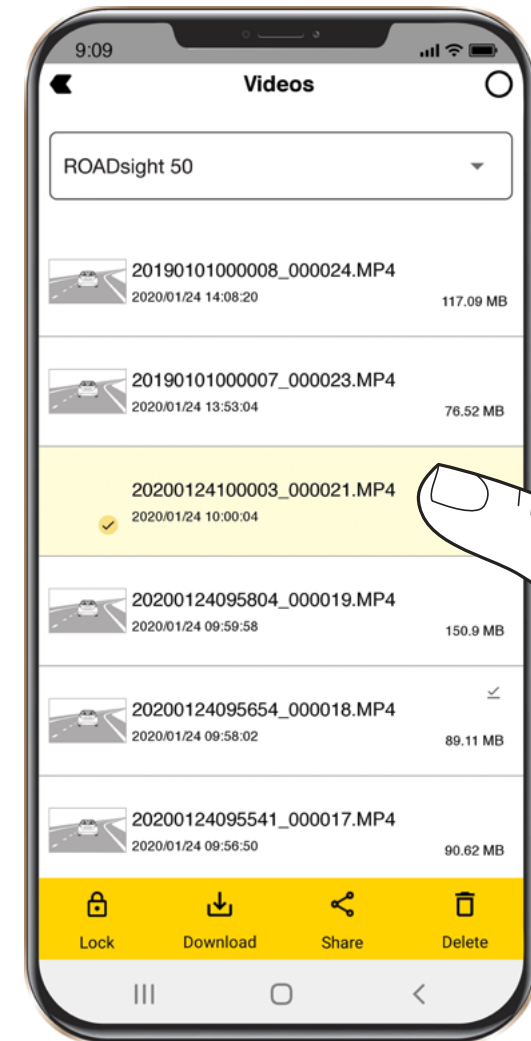 9:09
Videos
ROADsight 50
20190101000008_000024.MP4
2020/01/24 14:08:20
117.09 MB
20190101000007_000023.MP4
2020/01/24 13:53:04
76.52 MB
20200124100003_000021.MP4
2020/01/24 10:00:04
20200124095804_000019.MP4
2020/01/24 09:59:58
150.9 MB
20200124095654_000018.MP4
2020/01/24 09:58:02
89.11 MB
20200124095541_000017.MP4
2020/01/24 09:56:50
90.62 MB
Lock Download Share Delete